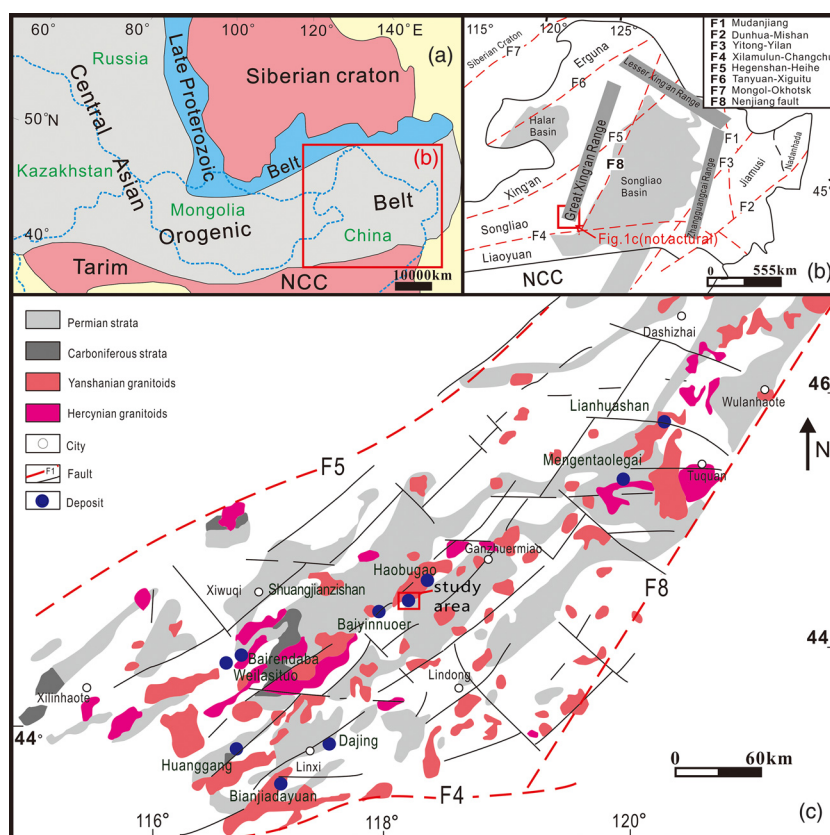 60° 80° 100° 120° 140°
(a)
Russia
Siberian craton
Late Proterozoic
Belt
50°N
Central
Asian
Orogenic
Belt
Kazakhstan
Mongolia
(b)
40°
China
Tarim
NCC
10000km
115° 120° 125°
F1 Mudanjiang
F2 Dunhua-Mishan
F3 Yitong-Yilan
F4 Xilamulun-Changchu
F5 Hegenshan-Heihe
F6 Tanyuan-Xiguitu
F7 Mongol-Okhotsk
F8 Nenjiang fault
Siberian Craton
F7
Erguna
F6
Lesser Xing'an Range
Halar
Basin
Great Xing'an Range
F5
F8
F1
F3
Nadanhada
Jiamusi
Xing'an
Songliao
Basin
Zhangguangcai Range
45°
F2
Songliao
F4
Fig.1c(not actural)
Liaoyuan
NCC
0 555km
(b)
Permian strata
Carboniferous strata
Yanshanian granitoids
Hercynian granitoids
City
F1
Fault
Deposit
Dashizhai
46°
Wulanhaote
Lianhuashan
N
Mengentaolegai
Tuquan
F5
Ganzhuermiao
Haobugao
F8
Xiwuqi
Shuangjianzishan
study
area
Baiyinnuoer
44°
Bairendaba
Weilasituo
Xilinhaote
Lindong
44°
Dajing
Huanggang
Linxi
0 60km
Bianjiadayuan
F4
116° 118° 120°
(c)